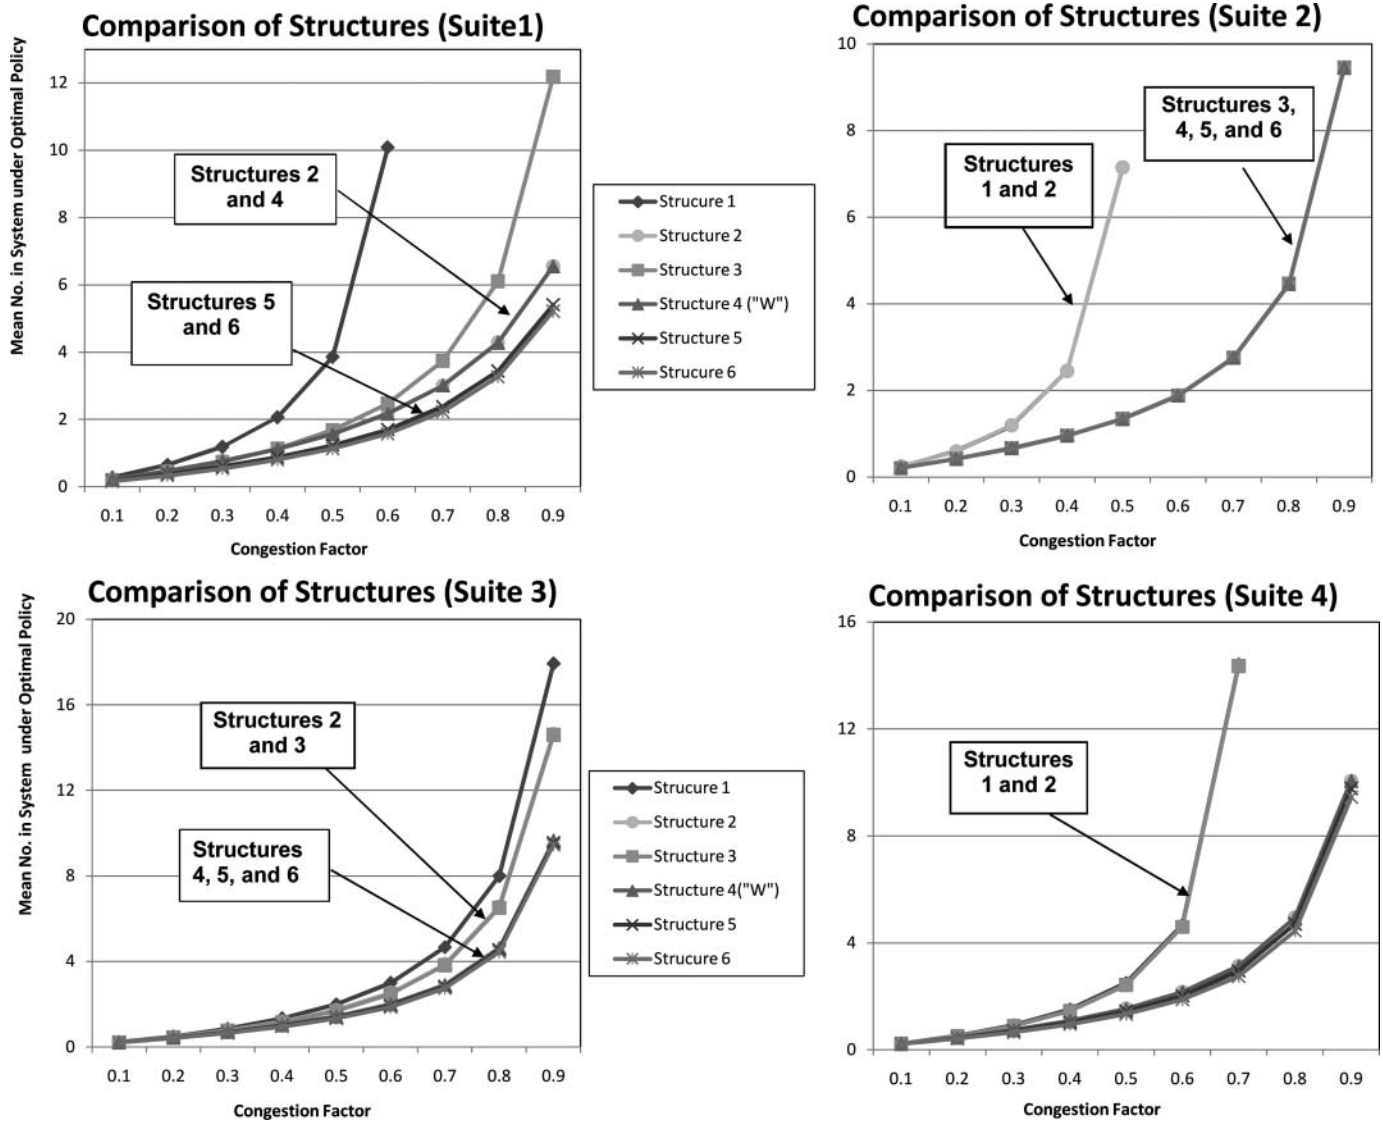 Comparison of Structures (Suite1)
Mean No. in System under Optimal Policy
12
10
8
6
4
2
0
Structures 2
and 4
Structures 5
and 6
0.1 0.2 0.3 0.4 0.5 0.6 0.7 0.8 0.9
Congestion Factor
Strucure 1
Structure 2
Structure 3
Structure 4 ("W")
Structure 5
Strucure 6
Comparison of Structures (Suite 2)
10
8
6
4
2
0
Structures
1 and 2
Structures 3,
4, 5, and 6
0.1 0.2 0.3 0.4 0.5 0.6 0.7 0.8 0.9
Congestion Factor
Comparison of Structures (Suite 3)
Mean No. in System under Optimal Policy
20
16
12
8
4
0
Structures 2
and 3
Structures
4, 5, and 6
0.1 0.2 0.3 0.4 0.5 0.6 0.7 0.8 0.9
Congestion Factor
Strucure 1
Structure 2
Structure 3
Structure 4("W")
Structure 5
Strucure 6
Comparison of Structures (Suite 4)
16
12
8
4
0
Structures
1 and 2
0.1 0.2 0.3 0.4 0.5 0.6 0.7 0.8 0.9
Congestion Factor